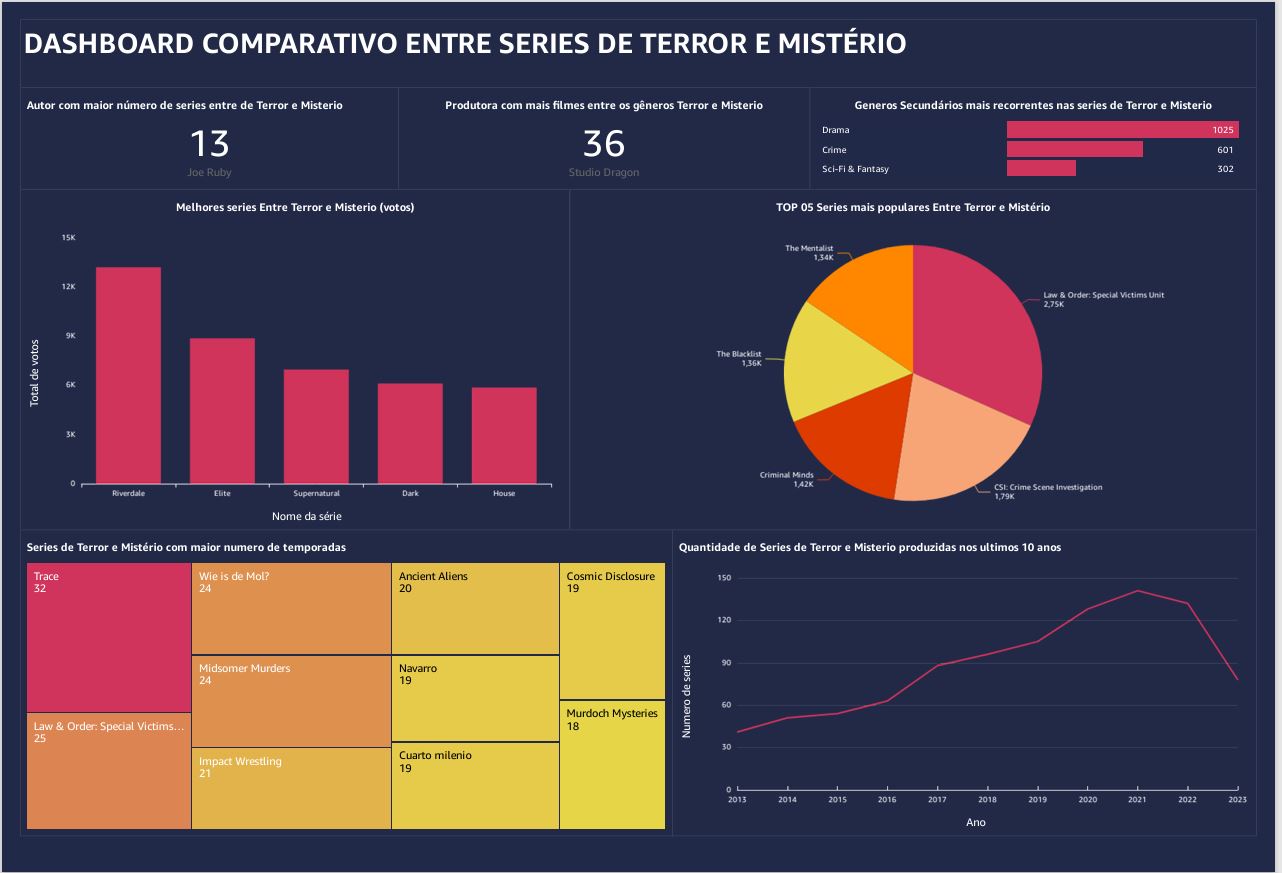 DASHBOARD COMPARATIVO ENTRE SERIES DE TERROR E MISTÉRIO
Autor com maior número de series entre de Terror e Misterio
13
Joe Ruby
Produtora com mais filmes entre os gêneros Terror e Misterio
36
Studio Dragon
Generos Secundários mais recorrentes nas series de Terror e Misterio
Drama
1025
Crime
601
Sci-Fi & Fantasy
302
Melhores series Entre Terror e Misterio (votos)
Total de votos
15K
12K
9K
6K
3K
0
Riverdale
Elite
Supernatural
Dark
House
Nome da série
TOP 05 Series mais populares Entre Terror e Mistério
The Mentalist
1,34K
Law & Order: Special Victims Unit
2,75K
The Blacklist
1,36K
Criminal Minds
1,42K
CSI: Crime Scene Investigation
1,79K
Series de Terror e Mistério com maior numero de temporadas
Trace
32
Law & Order: Special Victims...
25
Wie is de Mol?
24
Midsomer Murders
24
Impact Wrestling
21
Ancient Aliens
20
Navarro
19
Cuarto milenio
19
Cosmic Disclosure
19
Murdoch Mysteries
18
Quantidade de Series de Terror e Misterio produzidas nos ultimos 10 anos
Numero de series
150
120
90
60
30
0
2013
2014
2015
2016
2017
2018
2019
2020
2021
2022
2023
Ano